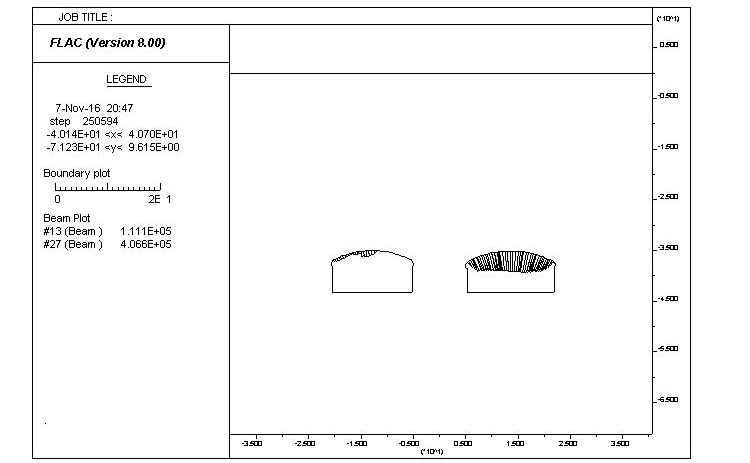 JOB TITLE :
FLAC (Version 8.00)
LEGEND
7-Nov-16 20:47
step 250594
-4.014E+01 <x< 4.070E+01
-7.123E+01 <y< 9.615E+00
Boundary plot
0 2E 1
Beam Plot
#13 (Beam ) 1.111E+05
#27 (Beam ) 4.066E+05
(*10^1)
0.500
-0.500
-1.500
-2.500
-3.500
-4.500
-5.500
-6.500
-3.500 -2.500 -1.500 -0.500 0.500 1.500 2.500 3.500
(*10^1)